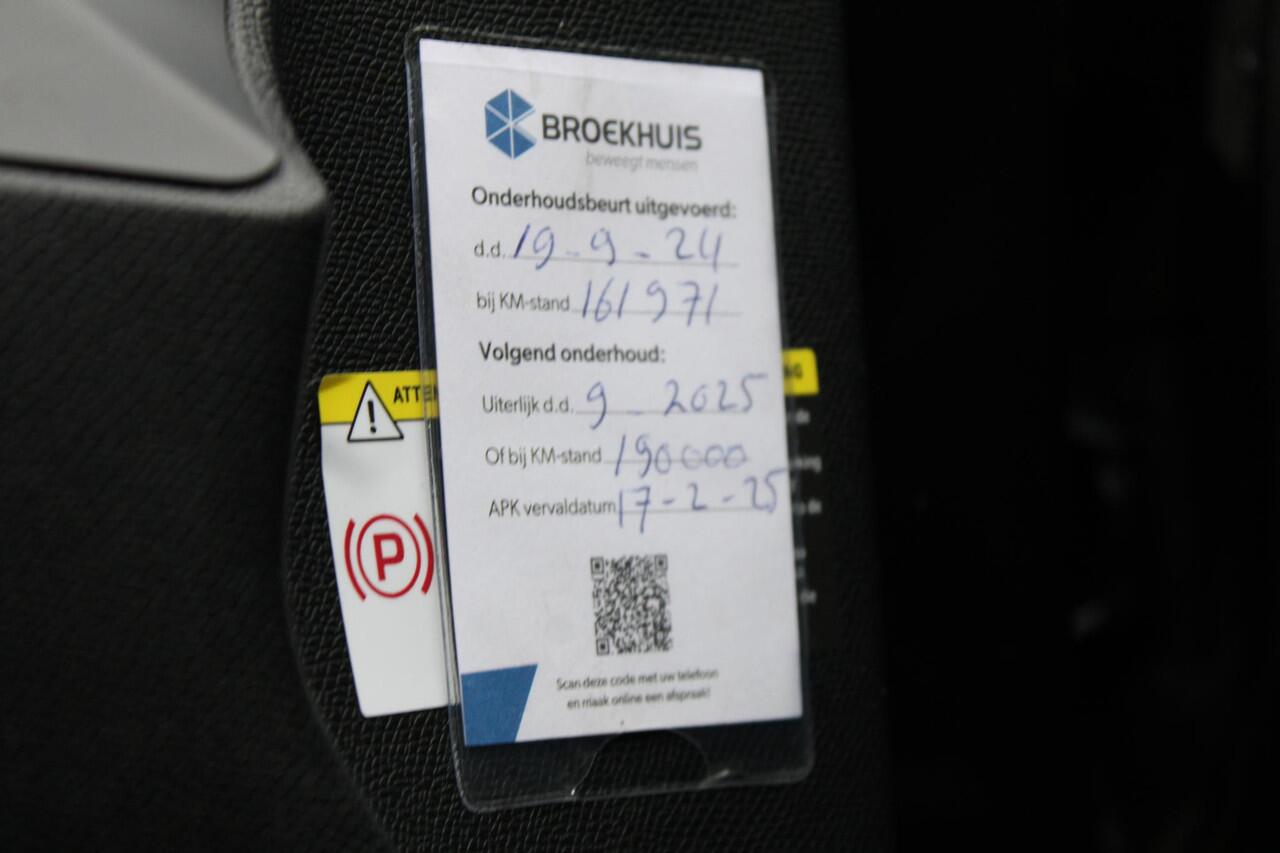 BROEKHUIS
beweegt mensen
Onderhoudsbeurt uitgevoerd:
d.d. 19-9-24
bij KM-stand 161971
Volgend onderhoud:
Uiterlijk d.d. 9-2025
Of bij KM-stand 190000
APK vervaldatum 17-2-25
Scan deze code met uw telefoon
en maak online een afspraak!
ATTEN
P